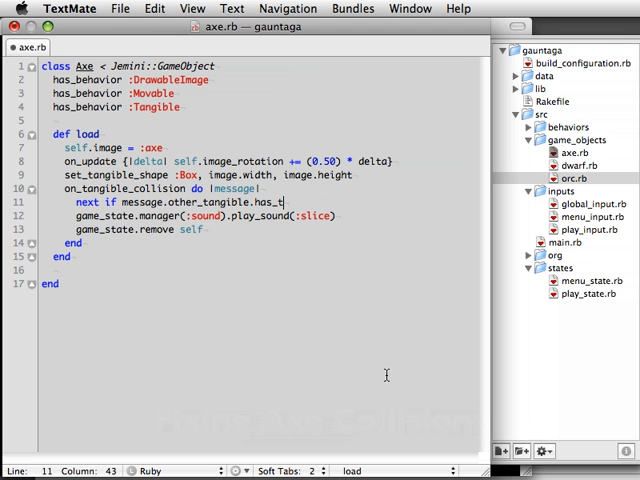 TextMate File Edit View Text Navigation Bundles Window Help
axe.rb — gauntaga
axe.rb
1 class Axe < Jemini::GameObject
2 has_behavior :DrawableImage
3 has_behavior :Movable
4 has_behavior :Tangible
5
6 def load
7 self.image = :axe
8 on_update {|delta| self.image_rotation += (0.50) * delta}
9 set_tangible_shape :Box, image.width, image.height
10 on_tangible_collision do |message|
11 next if message.other_tangible.has_t
12 game_state.manager(:sound).play_sound(:slice)
13 game_state.remove self
14 end
15 end
16
17 end
Fixing Axe Collision
Line: 11 Column: 43 Ruby Soft Tabs: 2 load
gauntaga
build_configuration.rb
data
lib
Rakefile
src
behaviors
game_objects
axe.rb
dwarf.rb
orc.rb
inputs
global_input.rb
menu_input.rb
play_input.rb
main.rb
org
states
menu_state.rb
play_state.rb